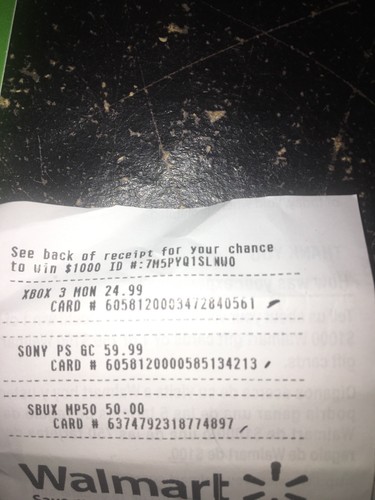 See back of receipt for your chance
to win $1000 ID #:7M5PYQ1SLNW0
XBOX 3 MON 24.99
CARD # 6058120003472840561
SONY PS GC 59.99
CARD # 6058120000585134213
SBUX MP50 50.00
CARD # 6374792318774897
Walmart